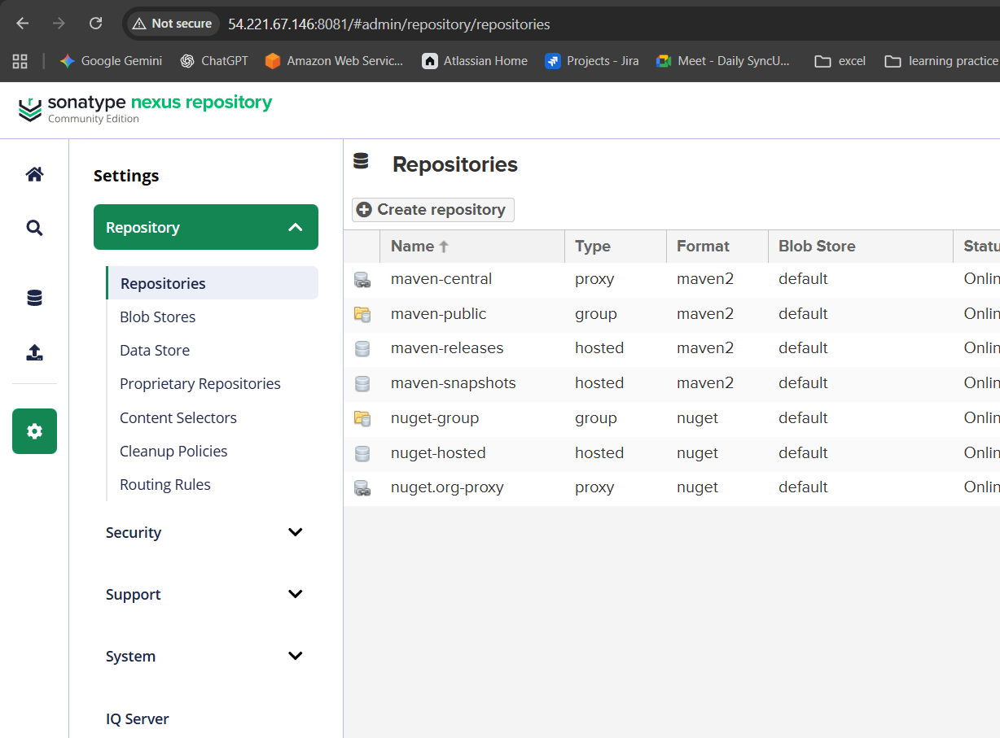 Not secure 54.221.67.146:8081/#admin/repository/repositories
Google Gemini ChatGPT Amazon Web Servic... Atlassian Home Projects - Jira Meet - Daily SyncU... excel learning practice
sonatype nexus repository
Community Edition
Settings
Repository
Repositories
Blob Stores
Data Store
Proprietary Repositories
Content Selectors
Cleanup Policies
Routing Rules
Security
Support
System
IQ Server
Repositories
Create repository
Name Type Format Blob Store Statu
maven-central proxy maven2 default Onlin
maven-public group maven2 default Onlin
maven-releases hosted maven2 default Onlin
maven-snapshots hosted maven2 default Onlin
nuget-group group nuget default Onlin
nuget-hosted hosted nuget default Onlin
nuget.org-proxy proxy nuget default Onlin